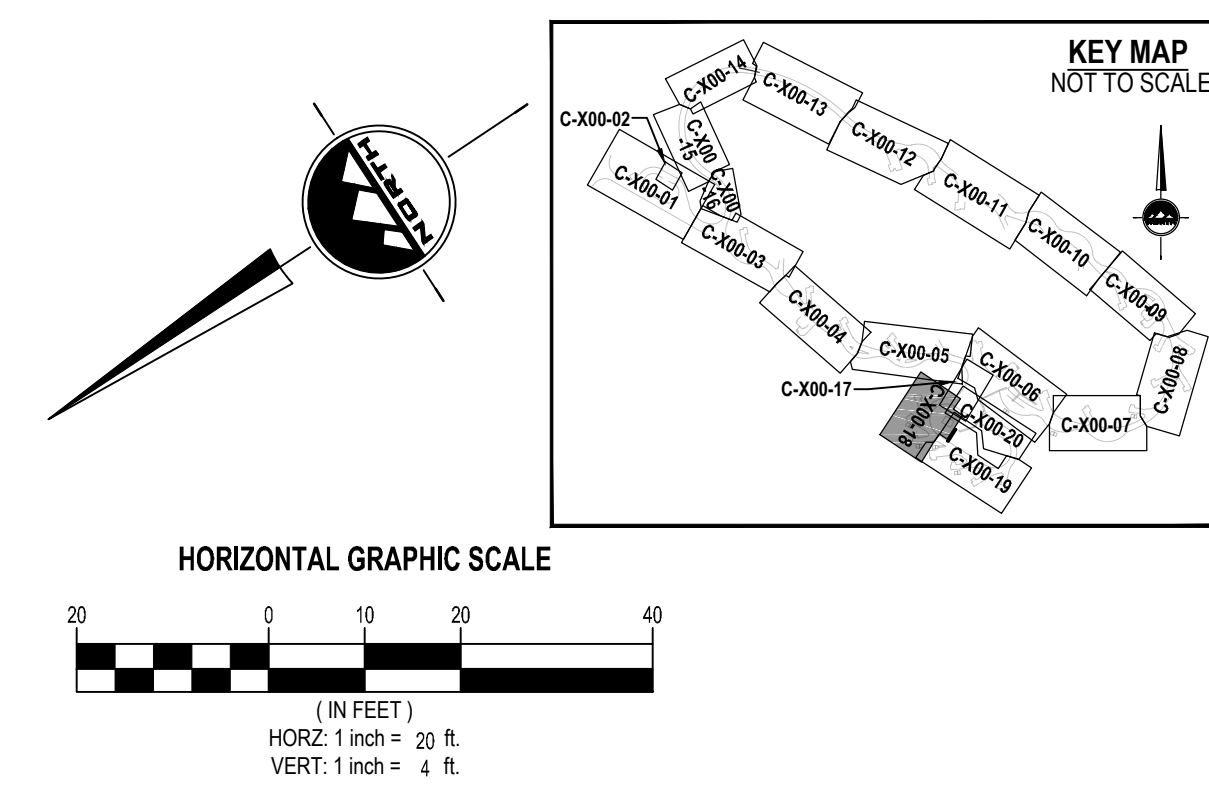 NORTH
KEY MAP
NOT TO SCALE
C-X00-14
C-X00-13
C-X00-02
C-X00
-15
C-X00-12
C-X00-01
C-X00
-16
C-X00-11
C-X00-03
C-X00-10
C-X00-09
C-X00-04
C-X00-05
C-X00-06
C-X00-08
C-X00-17
C-X00-18
C-X00-20
C-X00-07
C-X00-19
HORIZONTAL GRAPHIC SCALE
20 0 10 20 40
( IN FEET )
HORZ: 1 inch = 20 ft.
VERT: 1 inch = 4 ft.